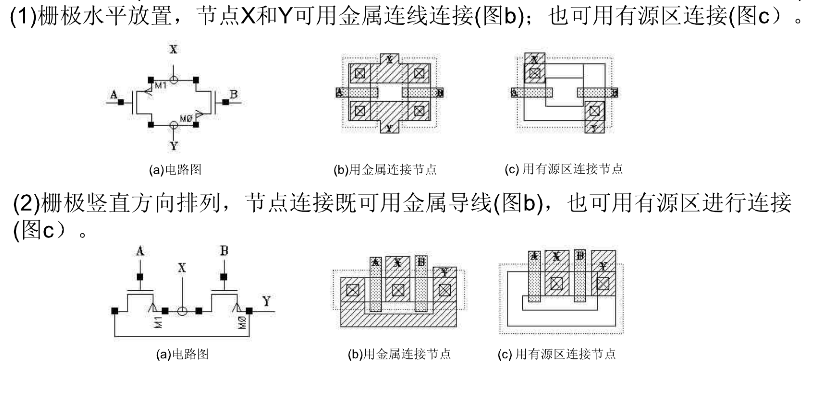 (1)栅极水平放置，节点X和Y可用金属连线连接(图b)；也可用有源区连接(图c）。
X
A
M1
B
M0
Y
X
A
B
Y
X
A
B
Y
(a)电路图
(b)用金属连接节点
(c) 用有源区连接节点
(2)栅极竖直方向排列，节点连接既可用金属导线(图b)，也可用有源区进行连接
(图c）。
A
B
X
Y
M1
M0
A X B
Y
A X B
Y
(a)电路图
(b)用金属连接节点
(c) 用有源区连接节点